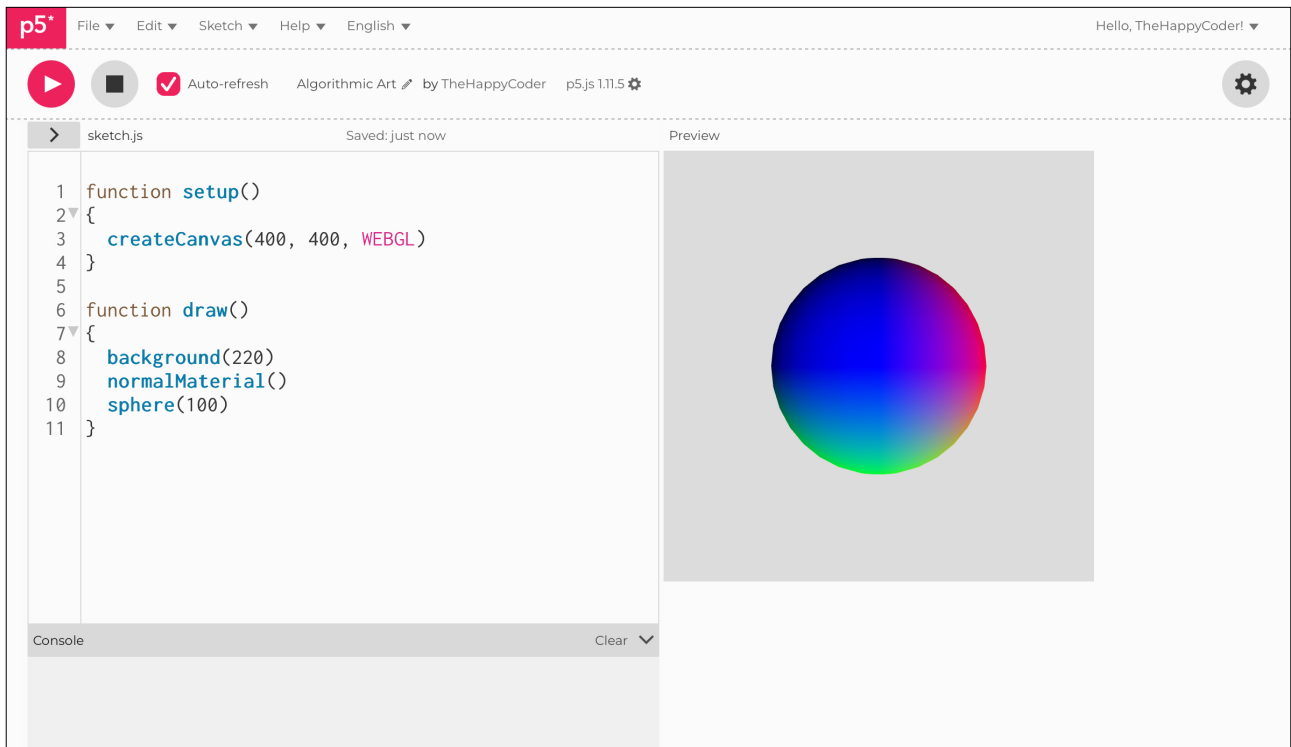 p5* File Edit Sketch Help English Hello, TheHappyCoder!
Auto-refresh Algorithmic Art by TheHappyCoder p5.js 1.11.5
sketch.js Saved: just now Preview
1 function setup()
2 {
3   createCanvas(400, 400, WEBGL)
4 }
5
6 function draw()
7 {
8   background(220)
9   normalMaterial()
10   sphere(100)
11 }
Console Clear